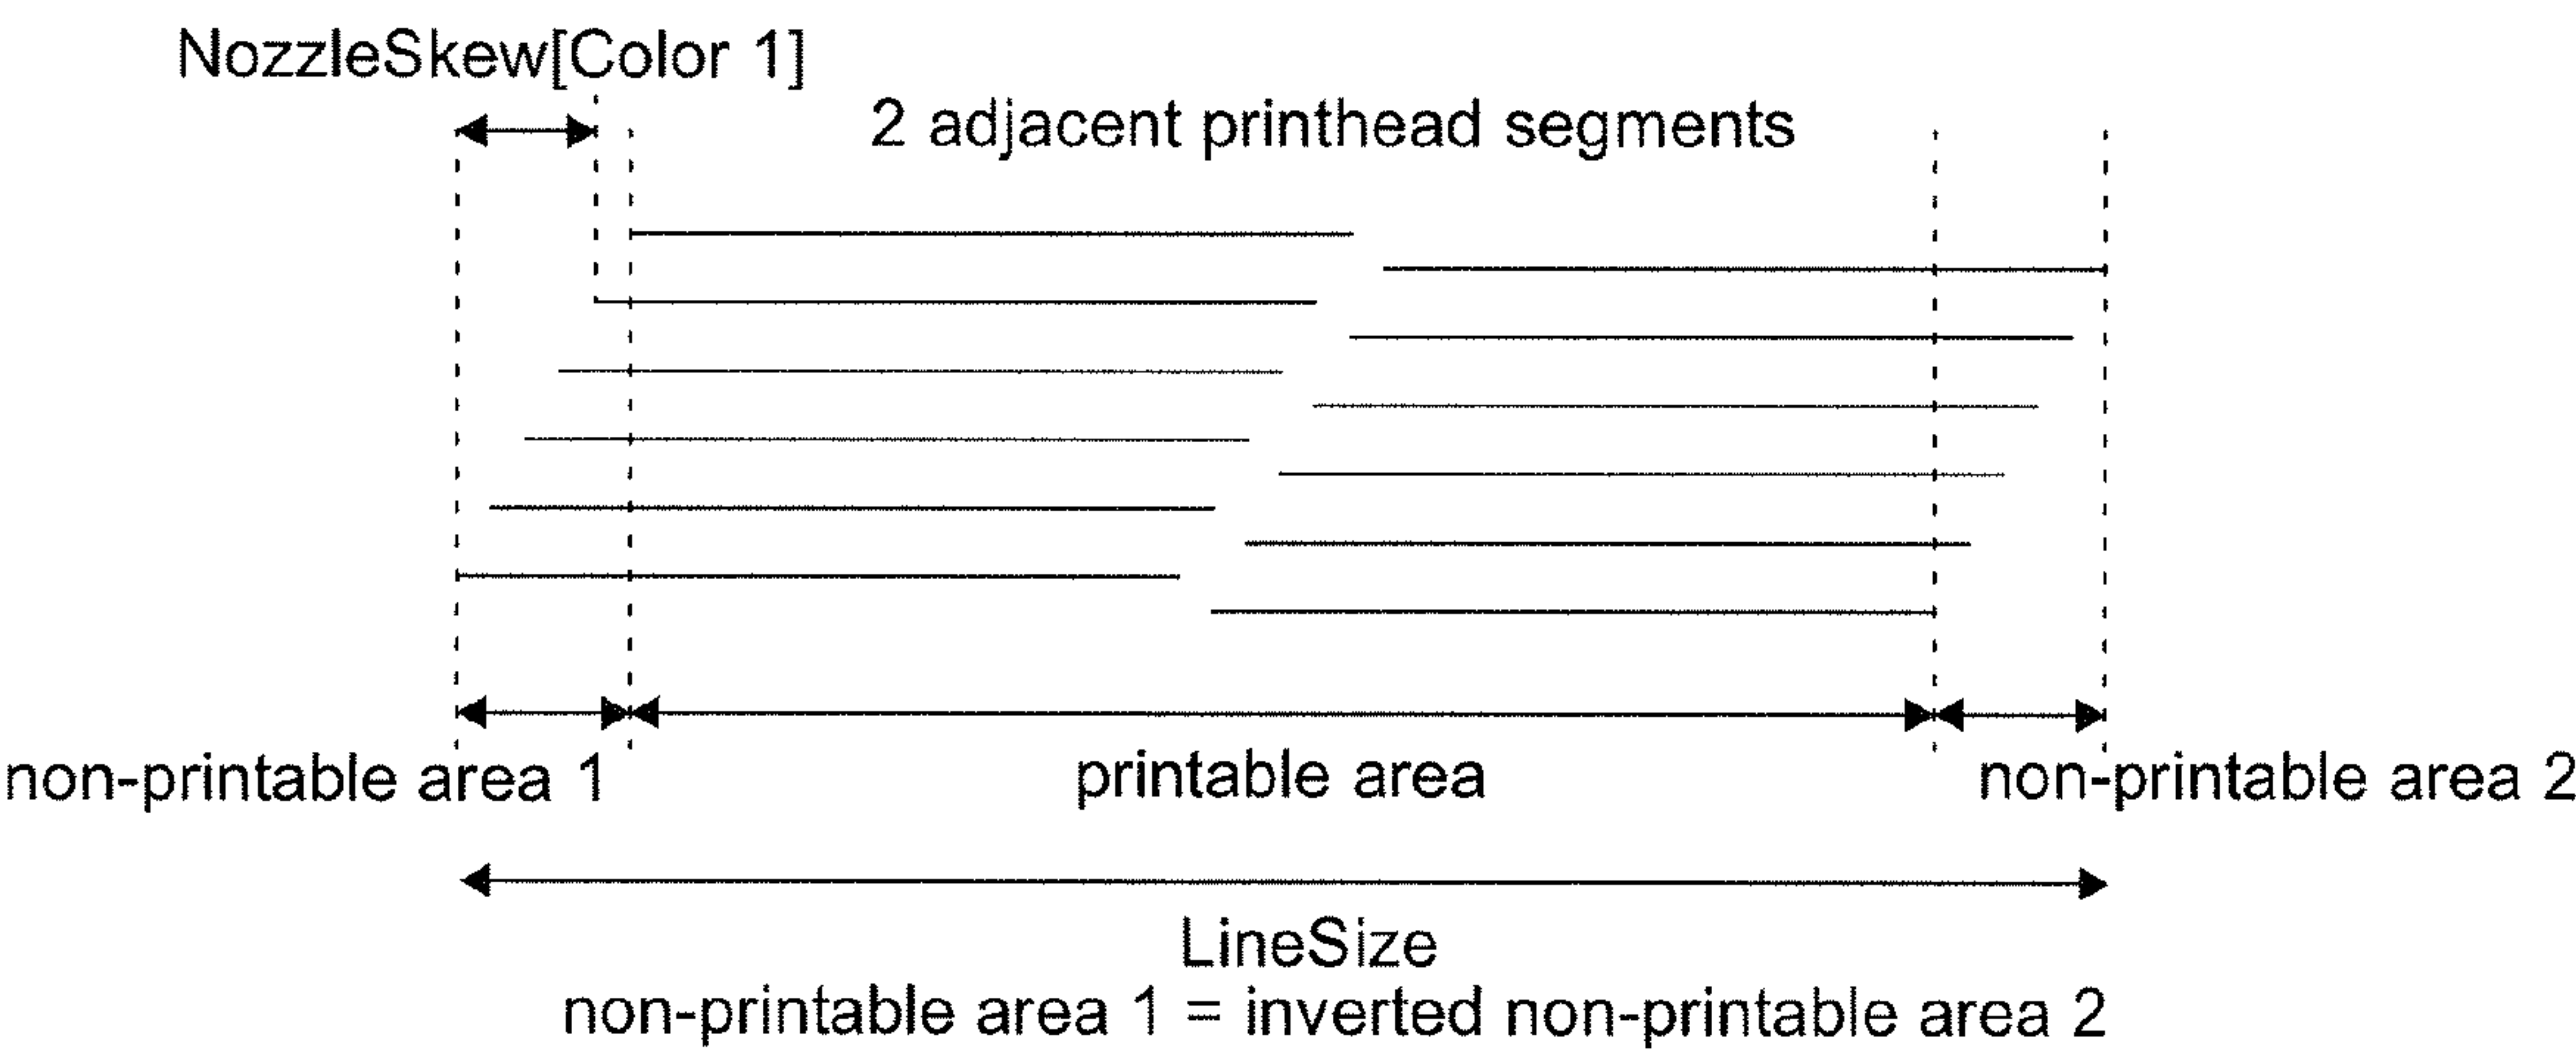 NozzleSkew[Color 1]
2 adjacent printhead segments
non-printable area 1
printable area
non-printable area 2
LineSize
non-printable area 1 = inverted non-printable area 2